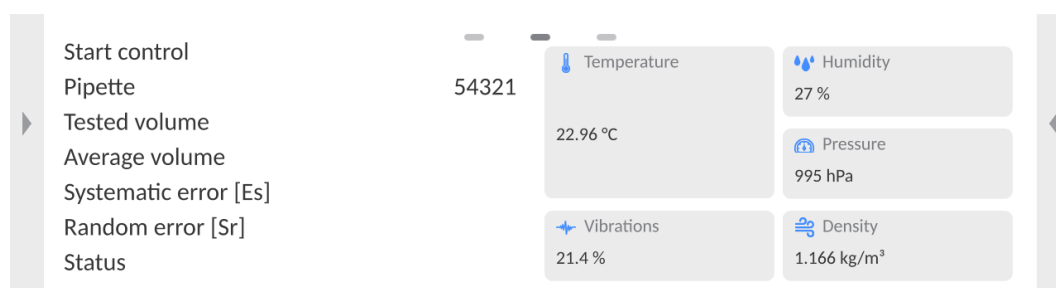 Start control
Pipette 54321
Tested volume
Average volume
Systematic error [Es]
Random error [Sr]
Status
Temperature
22.96 °C
Humidity
27 %
Pressure
995 hPa
Vibrations
21.4 %
Density
1.166 kg/m³